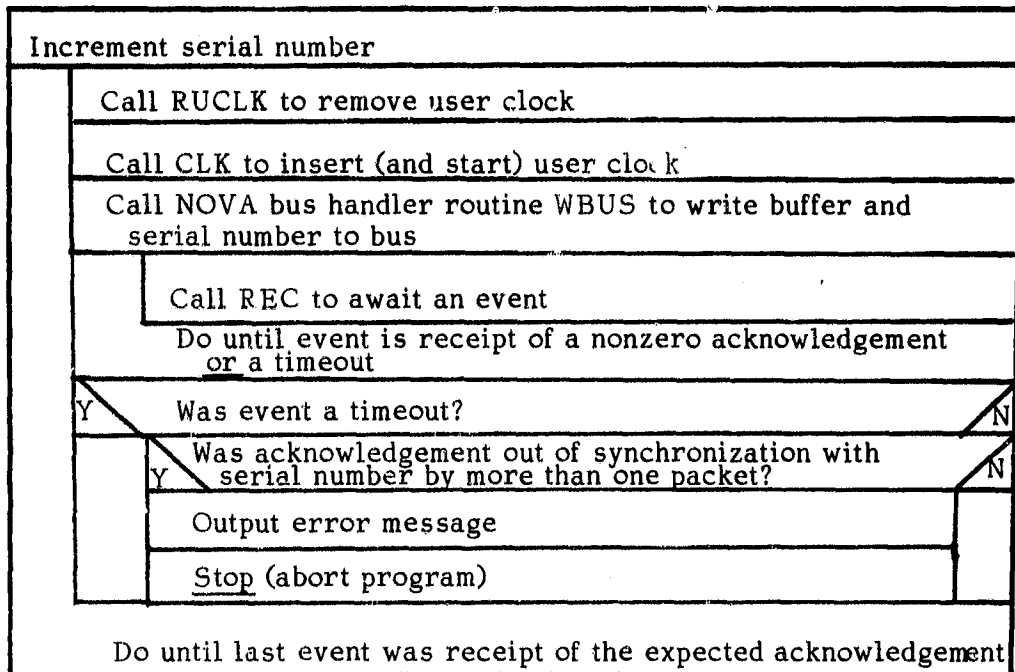 Increment serial number
Call RUCLK to remove user clock
Call CLK to insert (and start) user clock
Call NOVA bus handler routine WBUS to write buffer and
serial number to bus
Call REC to await an event
Do until event is receipt of a nonzero acknowledgement
or a timeout
Y Was event a timeout? N
Was acknowledgement out of synchronization with
Y serial number by more than one packet? N
Output error message
Stop (abort program)
Do until last event was receipt of the expected acknowledgement